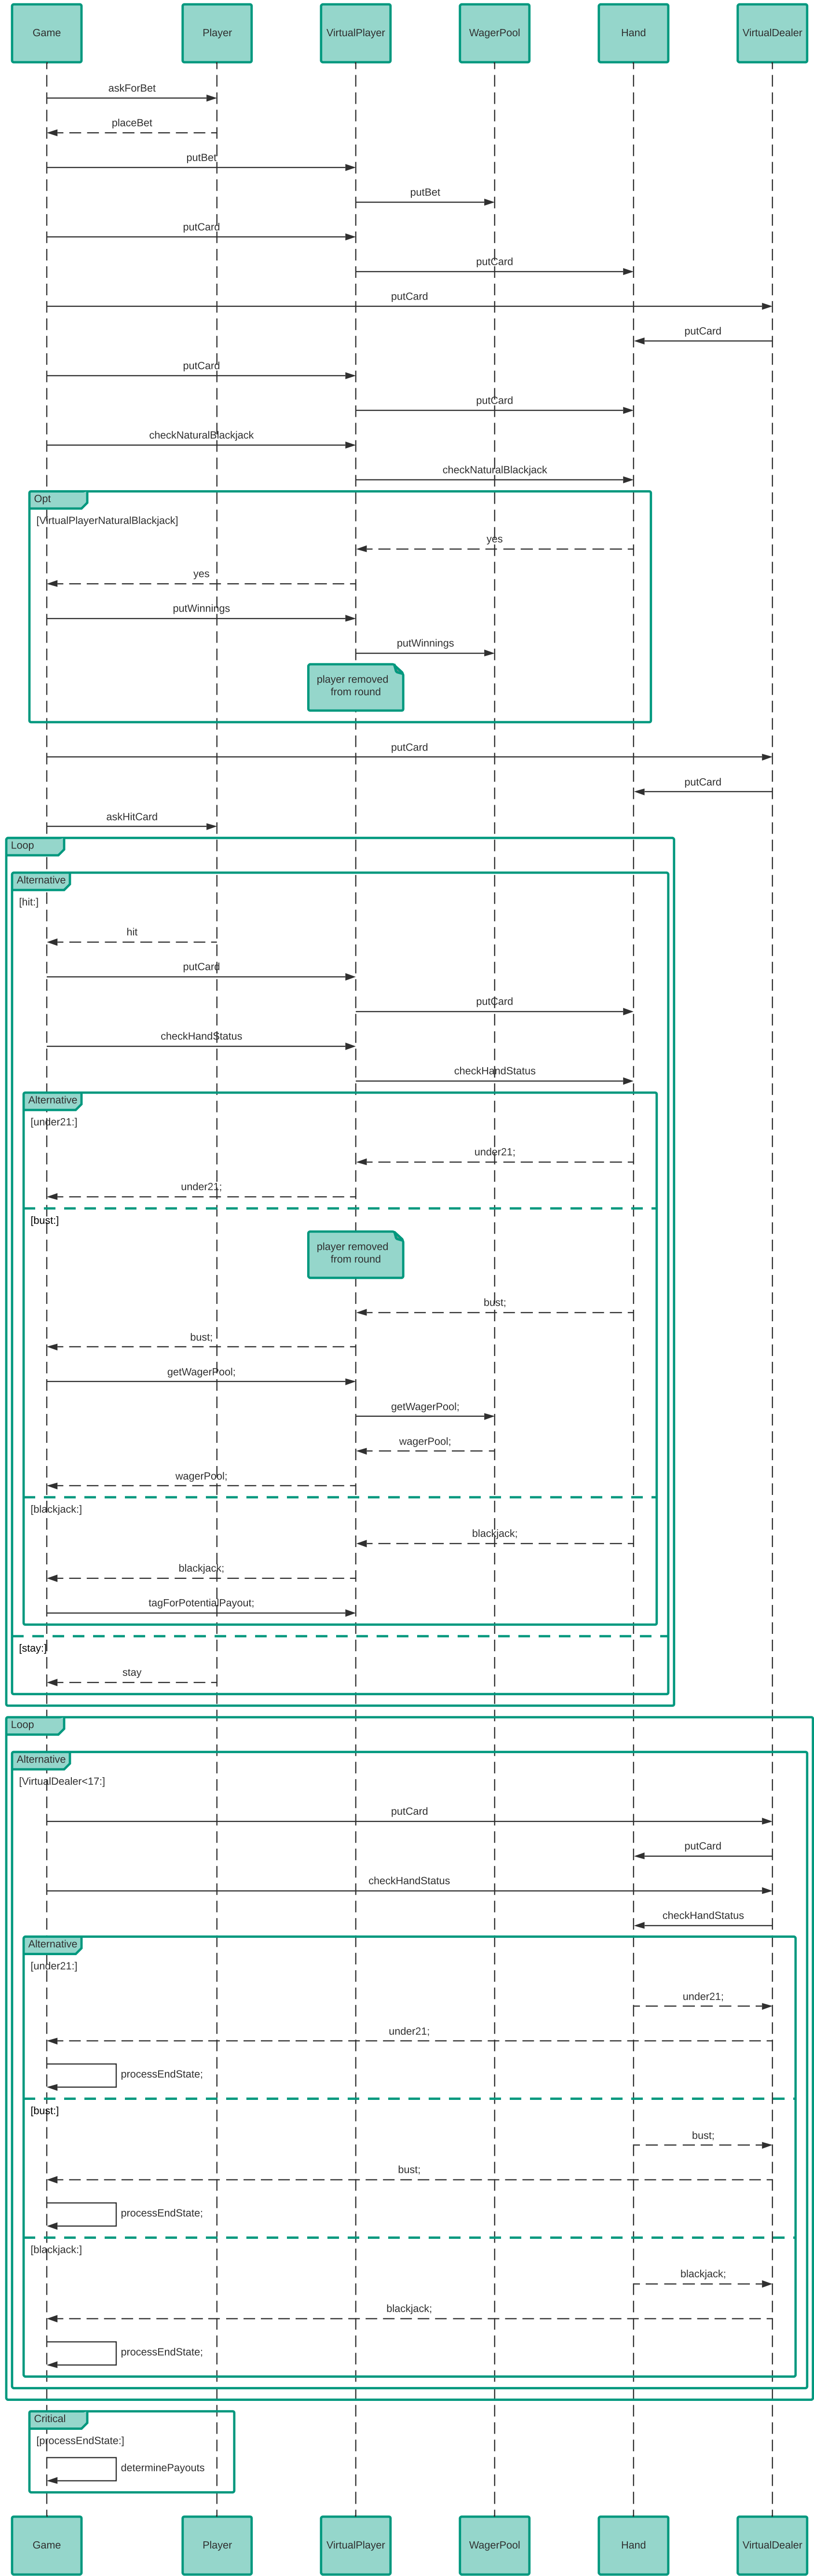 Game Player VirtualPlayer WagerPool Hand VirtualDealer
askForBet
placeBet
putBet
putBet
putCard
putCard
putCard
putCard
putCard
putCard
checkNaturalBlackjack
checkNaturalBlackjack
Opt
[VirtualPlayerNaturalBlackjack]
yes
yes
putWinnings
putWinnings
player removed
from round
putCard
putCard
askHitCard
Loop
Alternative
[hit:]
hit
putCard
putCard
checkHandStatus
checkHandStatus
Alternative
[under21:]
under21;
under21;
[bust:]
player removed
from round
bust;
bust;
getWagerPool;
getWagerPool;
wagerPool;
wagerPool;
[blackjack:]
blackjack;
blackjack;
tagForPotentialPayout;
[stay:]
stay
Loop
Alternative
[VirtualDealer<17:]
putCard
putCard
checkHandStatus
checkHandStatus
Alternative
[under21:]
under21;
under21;
processEndState;
[bust:]
bust;
bust;
processEndState;
[blackjack:]
blackjack;
blackjack;
processEndState;
Critical
[processEndState:]
determinePayouts
Game Player VirtualPlayer WagerPool Hand VirtualDealer